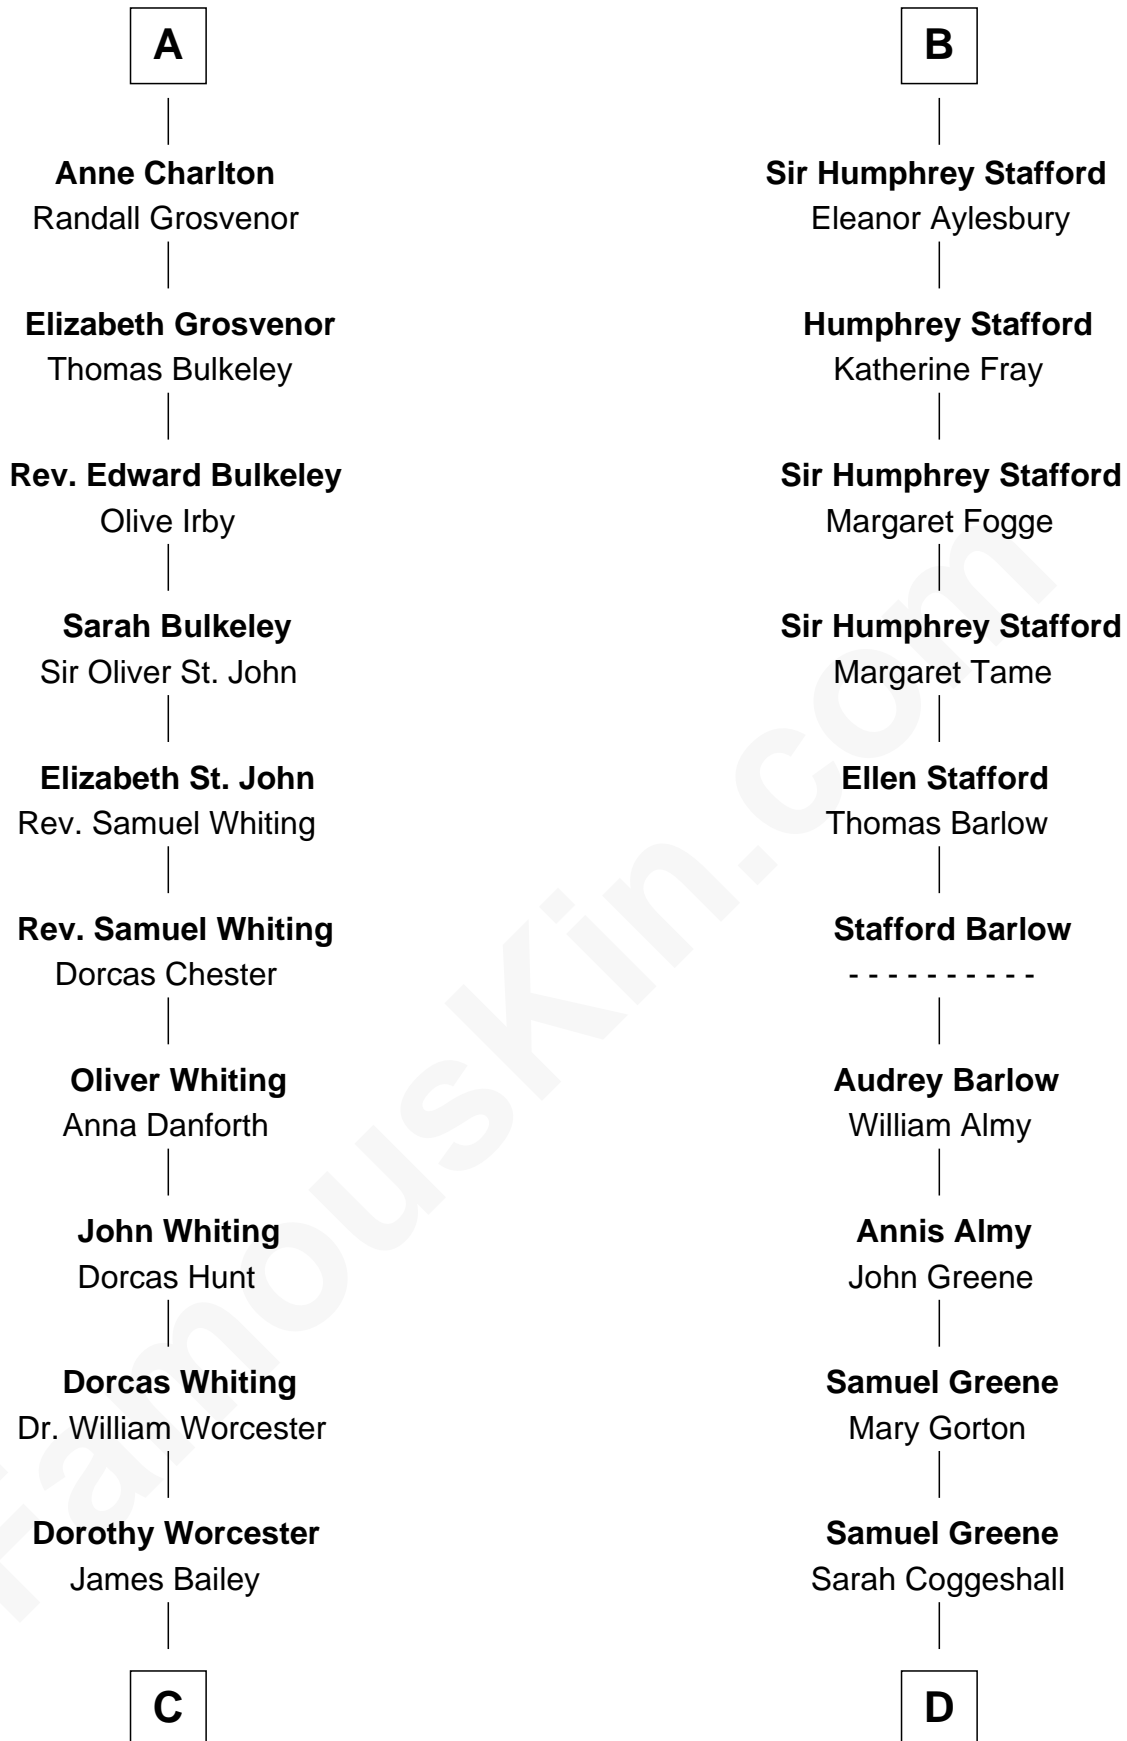 A
Anne Charlton
Randall Grosvenor
Elizabeth Grosvenor
Thomas Bulkeley
Rev. Edward Bulkeley
Olive Irby
Sarah Bulkeley
Sir Oliver St. John
Elizabeth St. John
Rev. Samuel Whiting
Rev. Samuel Whiting
Dorcas Chester
Oliver Whiting
Anna Danforth
John Whiting
Dorcas Hunt
Dorcas Whiting
Dr. William Worcester
Dorothy Worcester
James Bailey
C
B
Sir Humphrey Stafford
Eleanor Aylesbury
Humphrey Stafford
Katherine Fray
Sir Humphrey Stafford
Margaret Fogge
Sir Humphrey Stafford
Margaret Tame
Ellen Stafford
Thomas Barlow
Stafford Barlow
- - - - - - - - - -
Audrey Barlow
William Almy
Annis Almy
John Greene
Samuel Greene
Mary Gorton
Samuel Greene
Sarah Coggeshall
D
FamousKin.com